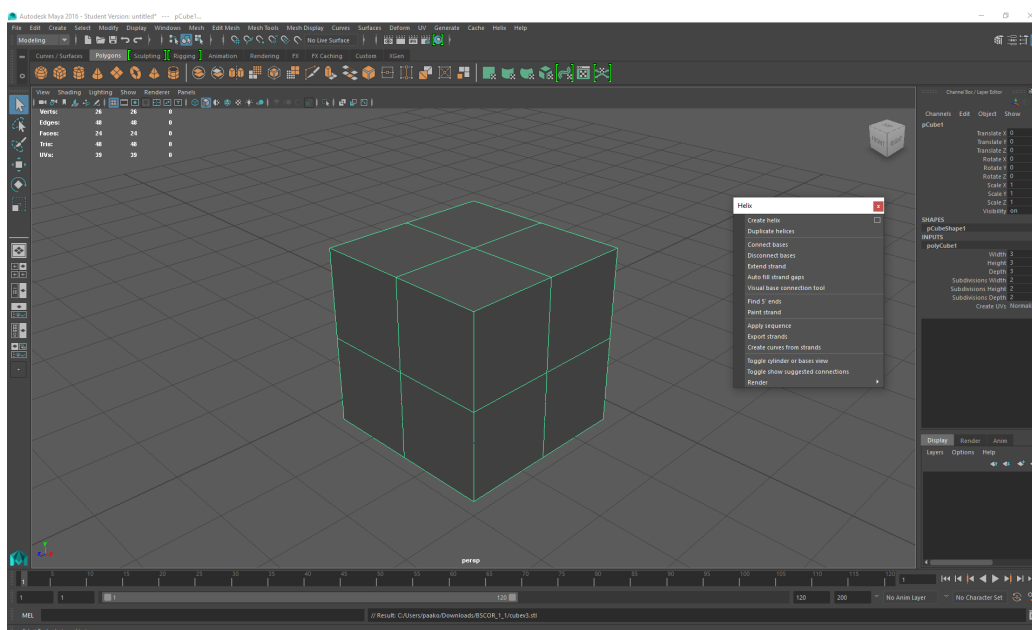 Autodesk Maya 2016 - Student Version: untitled* --- pCube1...
File Edit Create Select Modify Display Windows Mesh Edit Mesh Mesh Tools Mesh Display Curves Surfaces Deform UV Generate Cache Helix Help
Modeling No Live Surface
Curves / Surfaces Polygons Sculpting Rigging Animation Rendering FX FX Caching Custom XGen
View Shading Lighting Show Renderer Panels
Channel Box / Layer Editor
Channels Edit Object Show
Verts: 26 26 0
Edges: 48 48 0
Faces: 24 24 0
Tris: 48 48 0
UVs: 39 39 0
FRONT RIGHT
pCube1
Translate X 0
Translate Y 0
Translate Z 0
Rotate X 0
Rotate Y 0
Rotate Z 0
Scale X 1
Scale Y 1
Scale Z 1
Visibility on
SHAPES
pCubeShape1
INPUTS
polyCube1
Width 3
Height 3
Depth 3
Subdivisions Width 2
Subdivisions Height 2
Subdivisions Depth 2
Create UVs Normali
Helix
Create helix
Duplicate helices
Connect bases
Disconnect bases
Extend strand
Auto fill strand gaps
Visual base connection tool
Find 5' ends
Paint strand
Apply sequence
Export strands
Create curves from strands
Toggle cylinder or bases view
Toggle show suggested connections
Render
Display Render Anim
Layers Options Help
persp
1 5 10 15 20 25 30 35 40 45 50 55 60 65 70 75 80 85 90 95 100 105 110 115 120 1
1 1 1 120 120 200 No Anim Layer No Character Set
MEL // Result: C:/Users/paako/Downloads/BSCOR_1_1/cubev3.stl